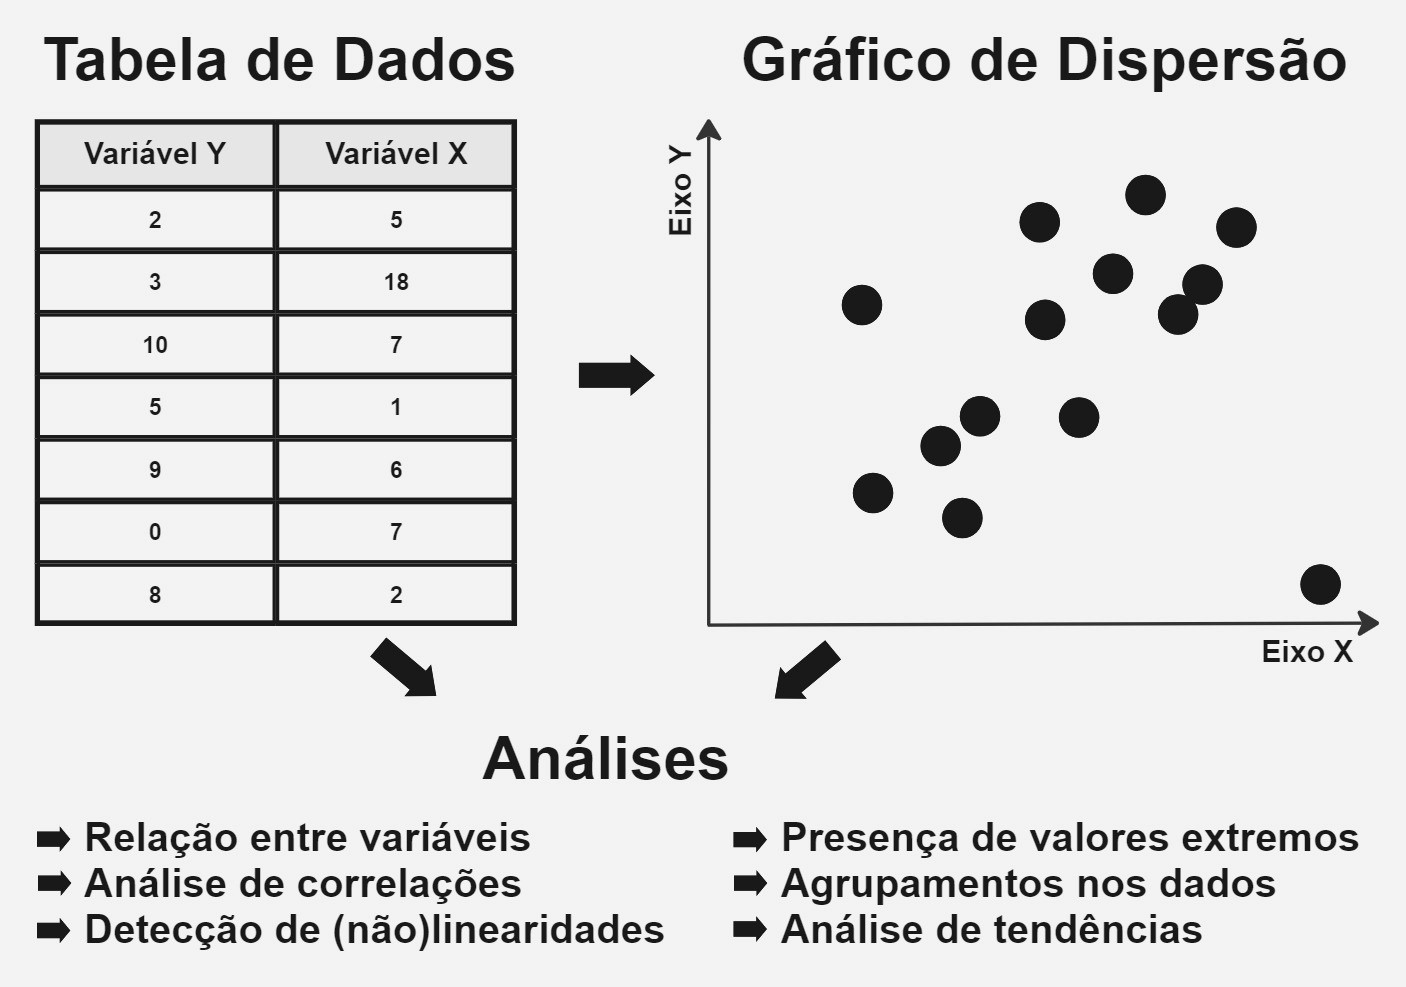 Tabela de Dados
Variável Y Variável X
2 5
3 18
10 7
5 1
9 6
0 7
8 2
Gráfico de Dispersão
Eixo Y
Eixo X
Análises
Relação entre variáveis
Análise de correlações
Detecção de (não)linearidades
Presença de valores extremos
Agrupamentos nos dados
Análise de tendências